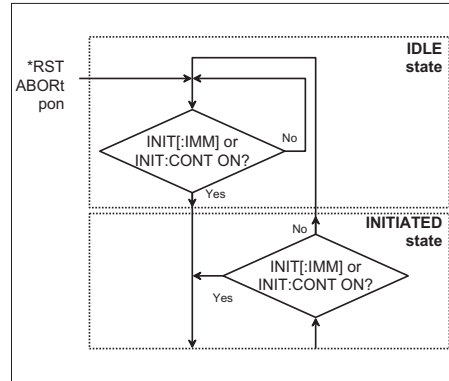 IDLE
state
*RST
ABORt
pon
INIT[:IMM] or
INIT:CONT ON?
No
Yes
INITIATED
state
No
INIT[:IMM] or
INIT:CONT ON?
Yes